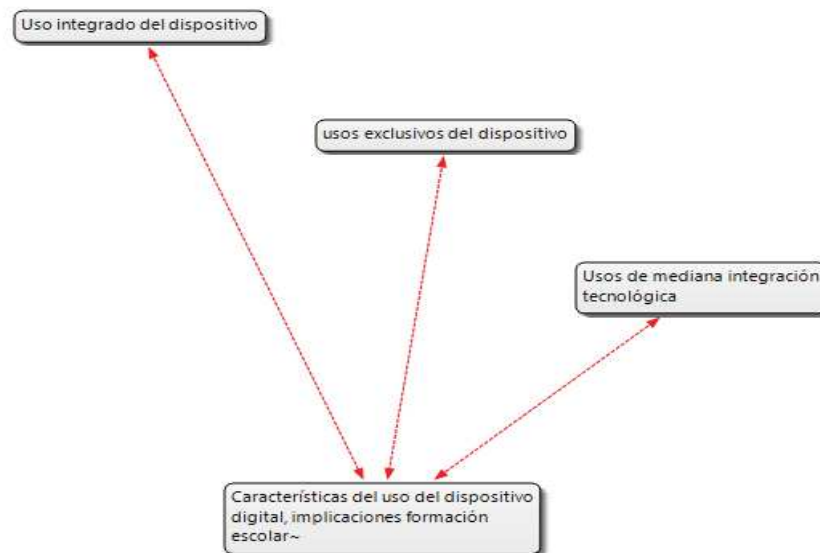 Uso integrado del dispositivo
usos exclusivos del dispositivo
Usos de mediana integración
tecnológica
Características del uso del dispositivo
digital, implicaciones formación
escolar~